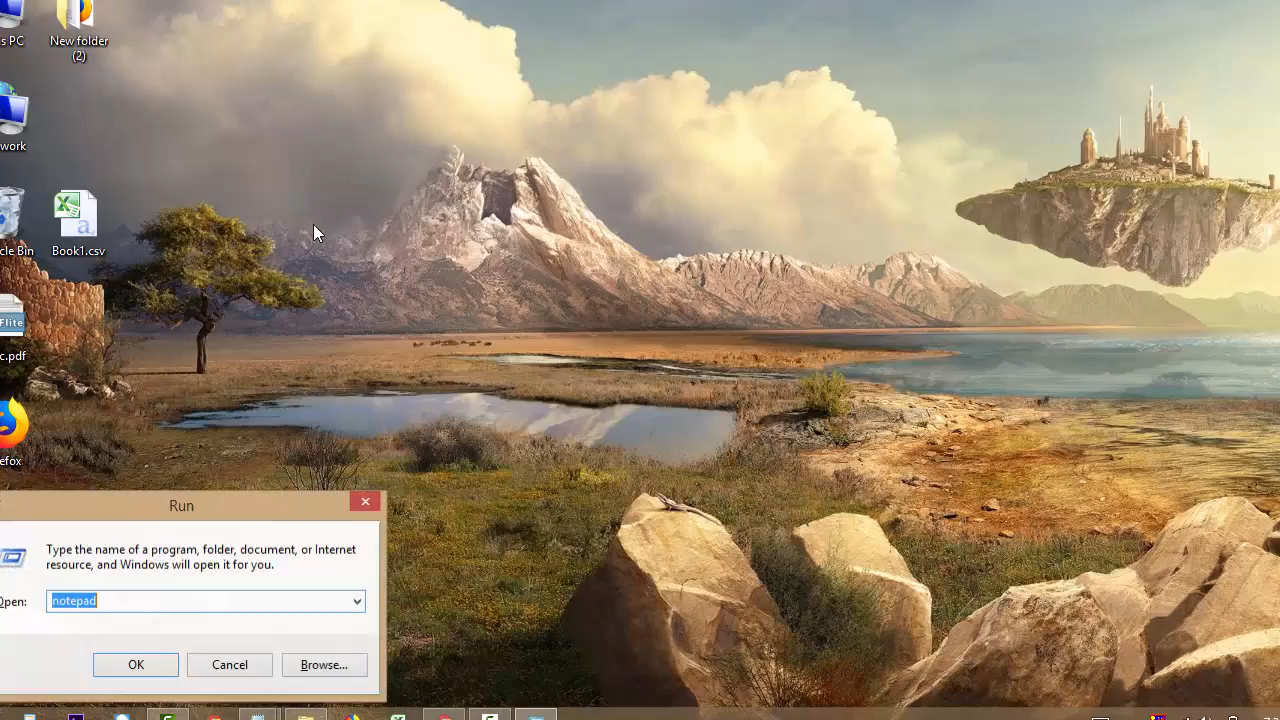 s PC
New folder
(2)
work
cle Bin
Book1.csv
Flite
c.pdf
efox
Run
Type the name of a program, folder, document, or Internet
resource, and Windows will open it for you.
Open:
notepad
OK
Cancel
Browse...